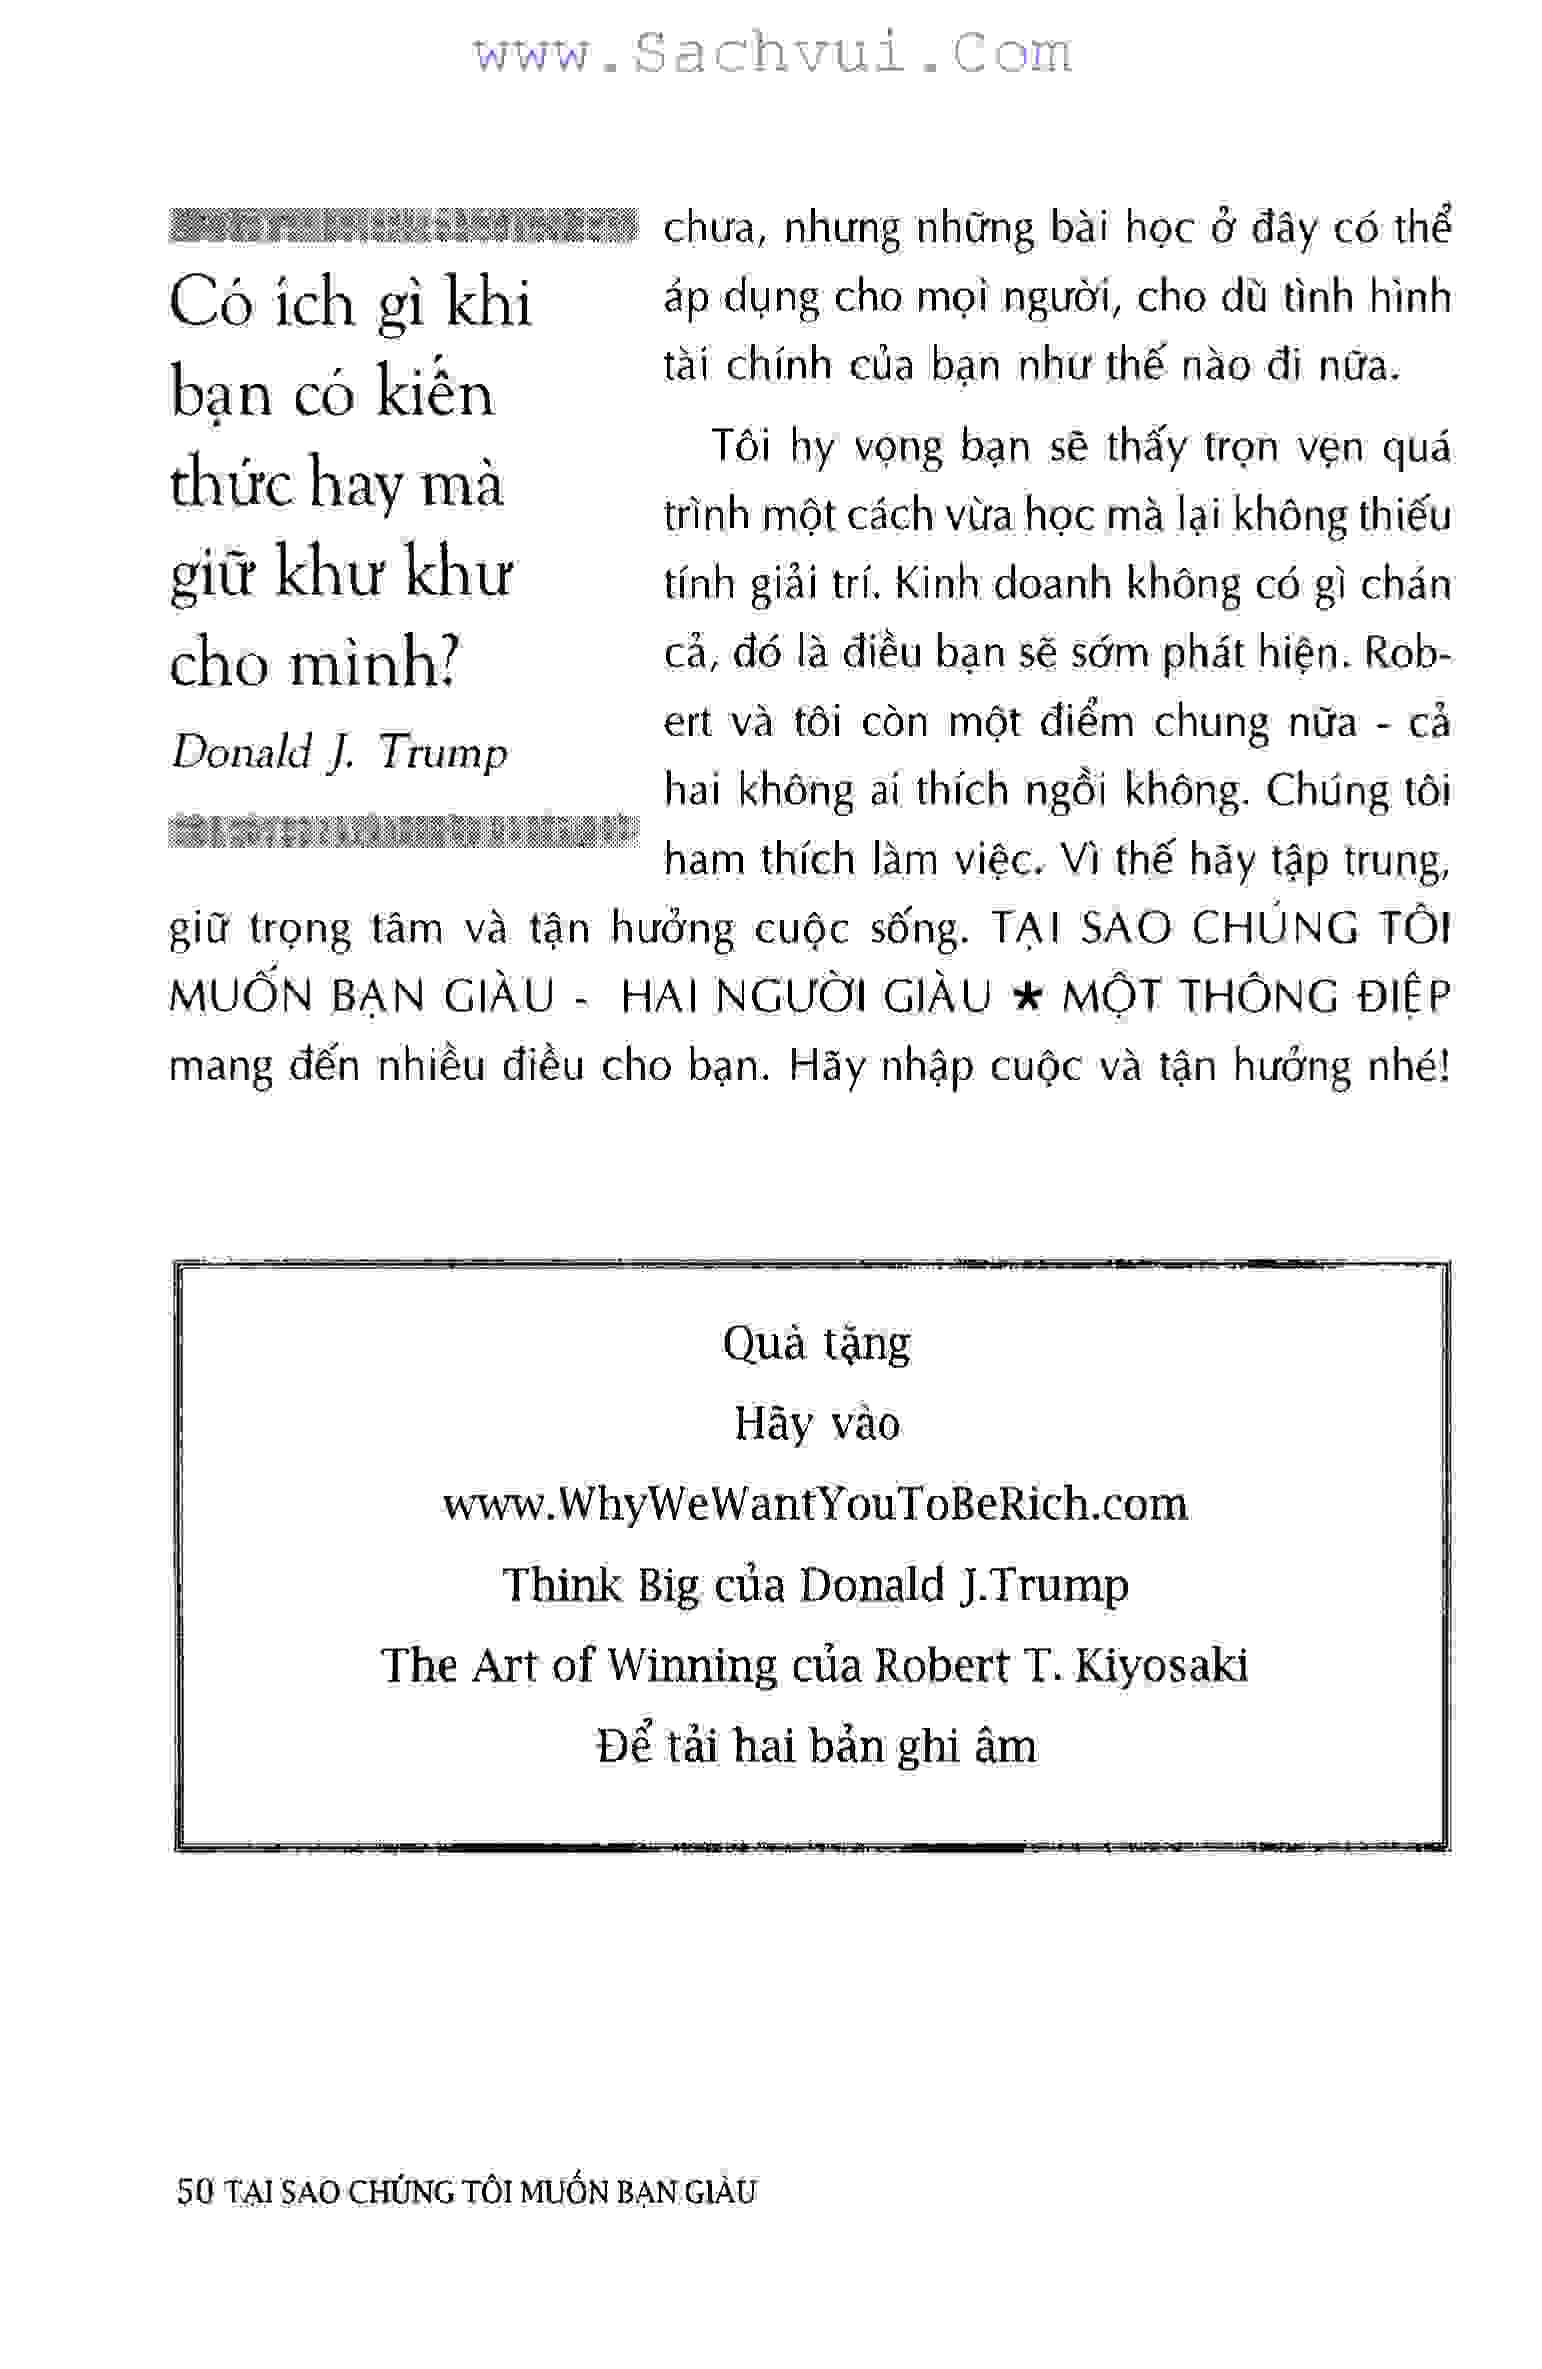 www.Sachvui.Com
Có ích gì khi
bạn có kiến
thức hay mà
giữ khư khư
cho mình?
Donald J. Trump
chưa, nhưng những bài học ở đây có thể
áp dụng cho mọi người, cho dù tình hình
tài chính của bạn như thế nào đi nữa.
Tôi hy vọng bạn sẽ thấy trọn vẹn quá
trình một cách vừa học mà lại không thiếu
tính giải trí. Kinh doanh không có gì chán
cả, đó là điều bạn sẽ sớm phát hiện. Rob-
ert và tôi còn một điểm chung nữa - cả
hai không ai thích ngồi không. Chúng tôi
ham thích làm việc. Vì thế hãy tập trung,
giữ trọng tâm và tận hưởng cuộc sống. TẠI SAO CHÚNG TÔI
MUỐN BẠN GIÀU - HAI NGƯỜI GIÀU ★ MỘT THÔNG ĐIỆP
mang đến nhiều điều cho bạn. Hãy nhập cuộc và tận hưởng nhé!
Quà tặng
Hãy vào
www.WhyWeWantYouToBeRich.com
Think Big của Donald J.Trump
The Art of Winning của Robert T. Kiyosaki
Để tải hai bản ghi âm
50 TẠI SAO CHÚNG TÔI MUỐN BẠN GIÀU